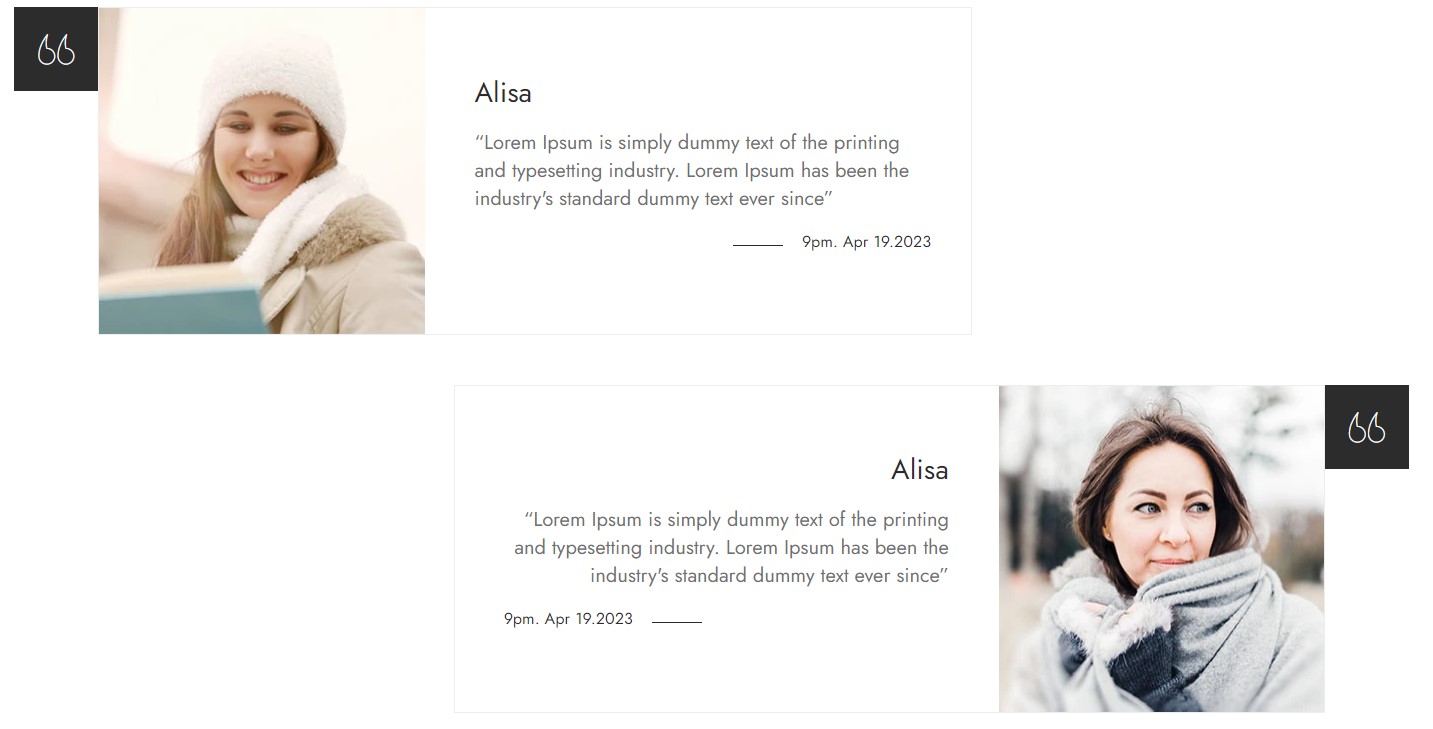 Alisa
“Lorem Ipsum is simply dummy text of the printing
and typesetting industry. Lorem Ipsum has been the
industry's standard dummy text ever since”
9pm. Apr 19.2023
Alisa
“Lorem Ipsum is simply dummy text of the printing
and typesetting industry. Lorem Ipsum has been the
industry's standard dummy text ever since”
9pm. Apr 19.2023